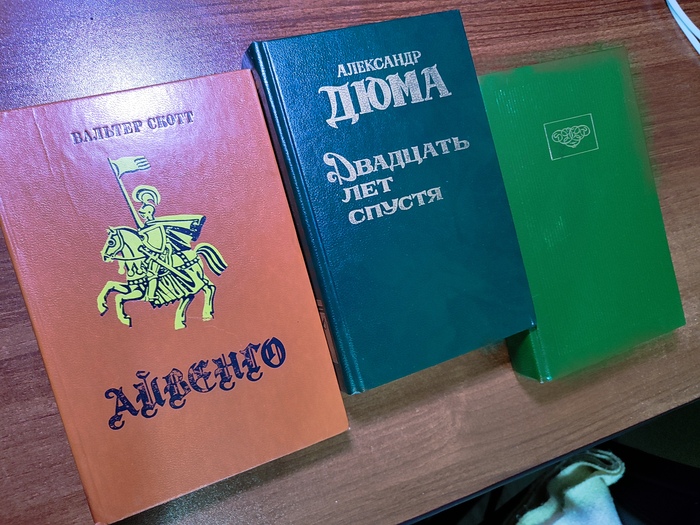 ВАЛЬТЕР СКОТТ
АЙВЕНГО
АЛЕКСАНДР
ДЮМА
ДВАДЦАТЬ
ЛЕТ
СПУСТЯ